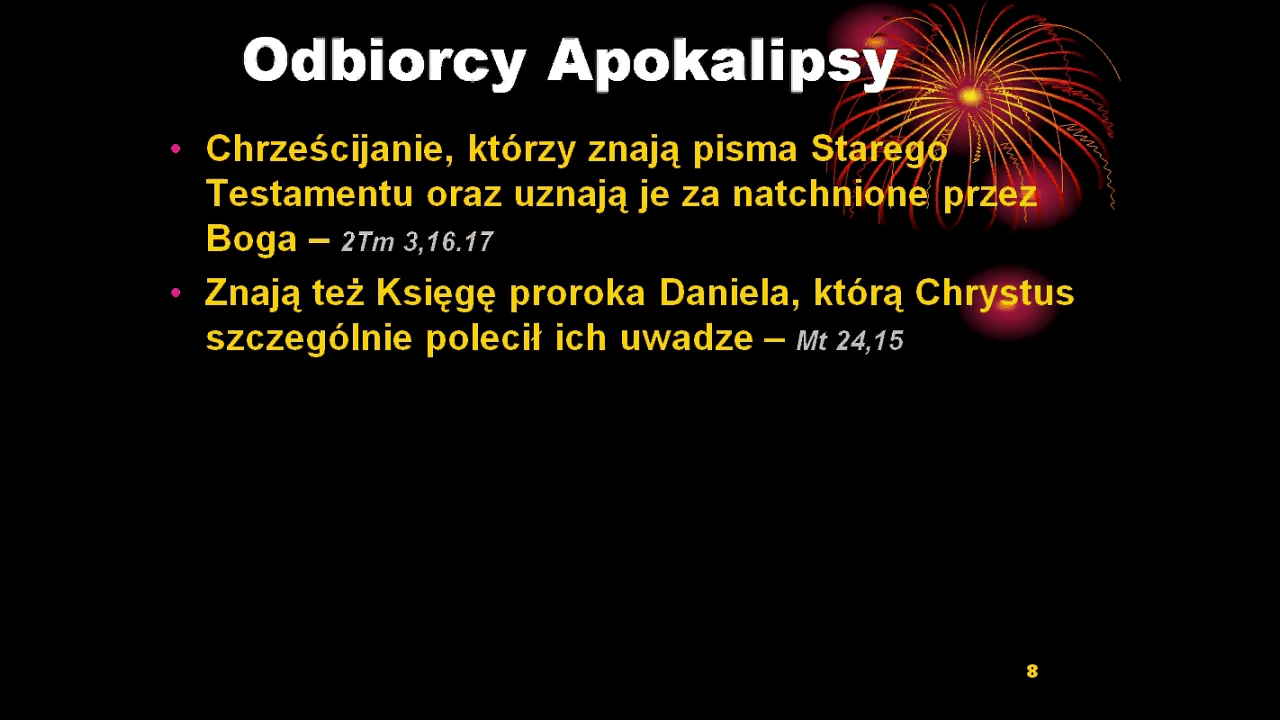 Odbiorcy Apokalipsy
• Chrześcijanie, którzy znają pisma Starego
Testamentu oraz uznają je za natchnione przez
Boga – 2Tm 3,16.17
• Znają też Księgę proroka Daniela, którą Chrystus
szczególnie polecił ich uwadze – Mt 24,15
8